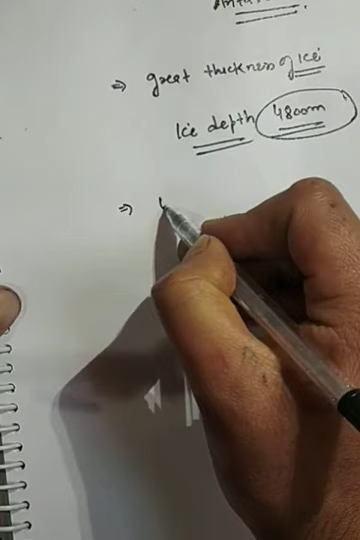 ⇒ great thickness of Ice
Ice depth 4800m
⇒